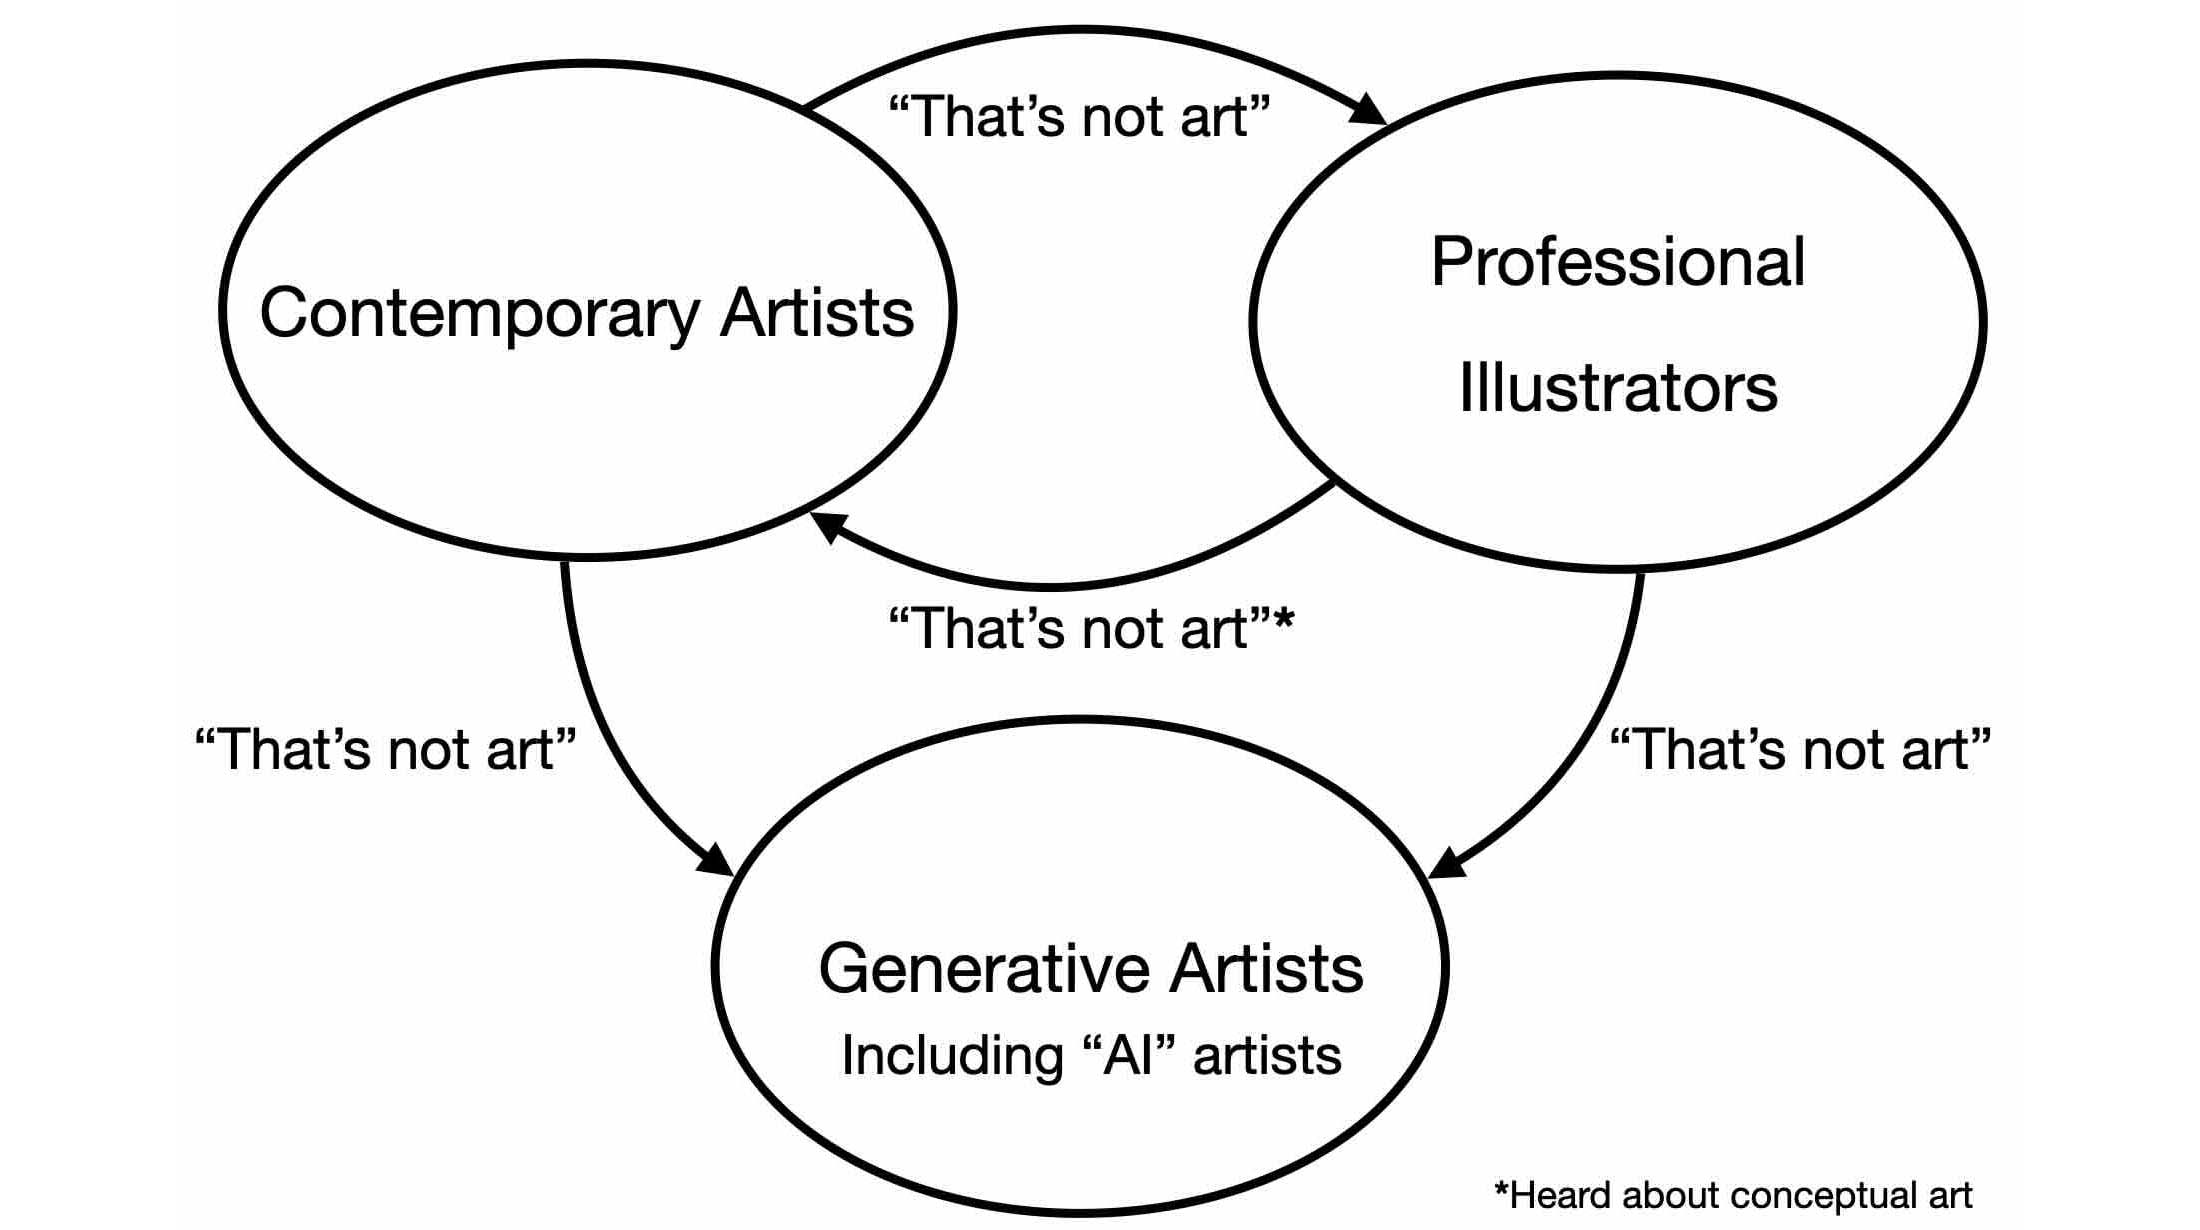 “That’s not art”
Contemporary Artists
Professional
Illustrators
“That’s not art”*
“That’s not art”
“That’s not art”
Generative Artists
Including “AI” artists
*Heard about conceptual art